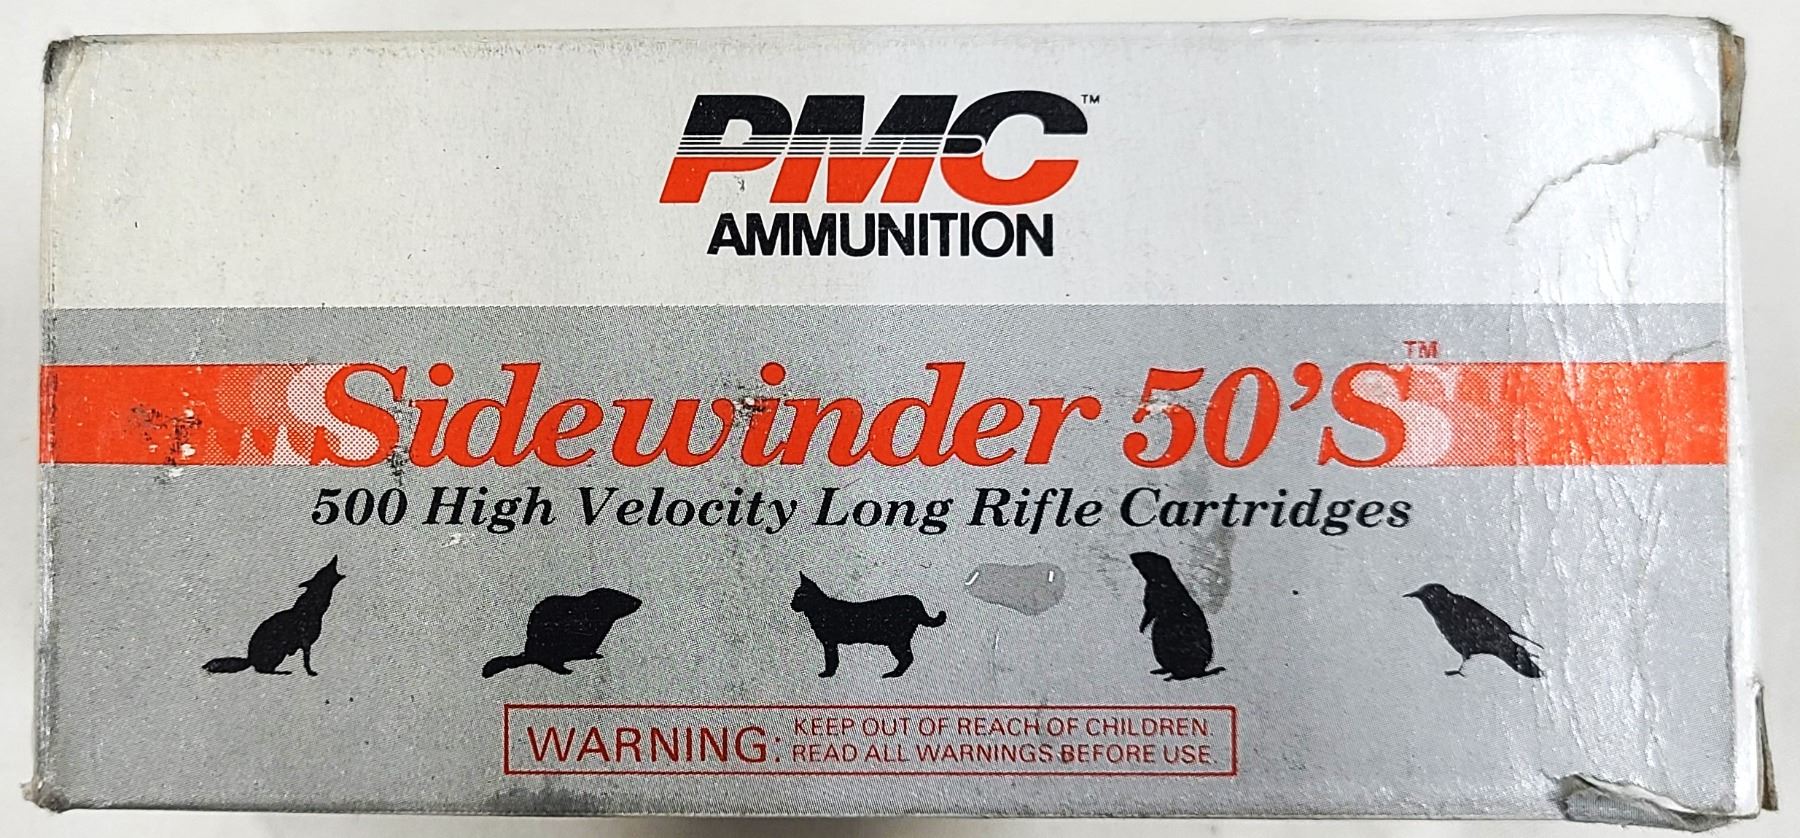 PMC™
AMMUNITION
Sidewinder 50'S™
500 High Velocity Long Rifle Cartridges
WARNING: KEEP OUT OF REACH OF CHILDREN.
READ ALL WARNINGS BEFORE USE.